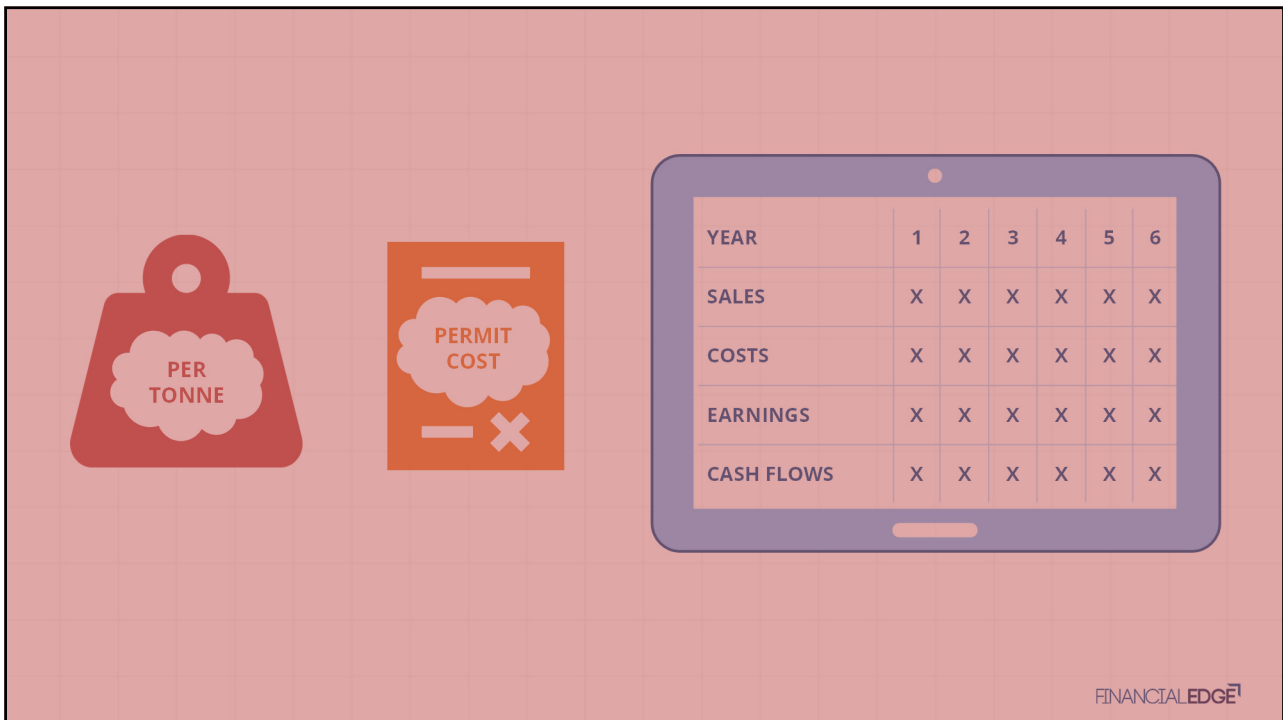 PER
TONNE
PERMIT
COST
YEAR 1 2 3 4 5 6
SALES X X X X X X
COSTS X X X X X X
EARNINGS X X X X X X
CASH FLOWS X X X X X X
FINANCIALEDGE